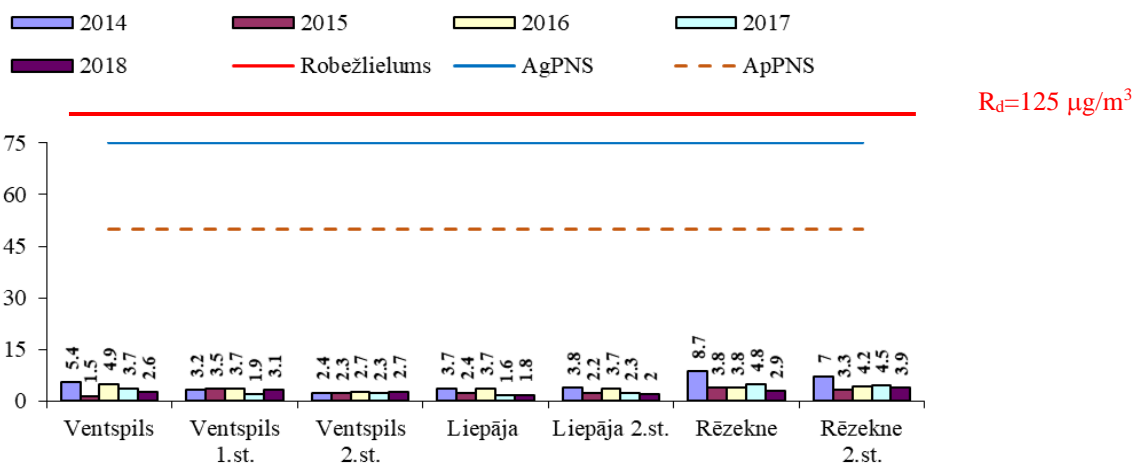 2014 2015 2016 2017
2018 Robežlielums AgPNS ApPNS
R_d=125 µg/m³
75
60
45
30
15
0
5.4 1.5 4.9 3.7 2.6
3.2 3.5 3.7 1.9 3.1
2.4 2.3 2.7 2.3 2.7
3.7 2.4 3.7 1.6 1.8
3.8 2.2 3.7 2.3 2
8.7 3.8 3.8 4.8 2.9
7 3.3 4.2 4.5 3.9
Ventspils
Ventspils
1.st.
Ventspils
2.st.
Liepāja
Liepāja 2.st.
Rēzekne
Rēzekne
2.st.